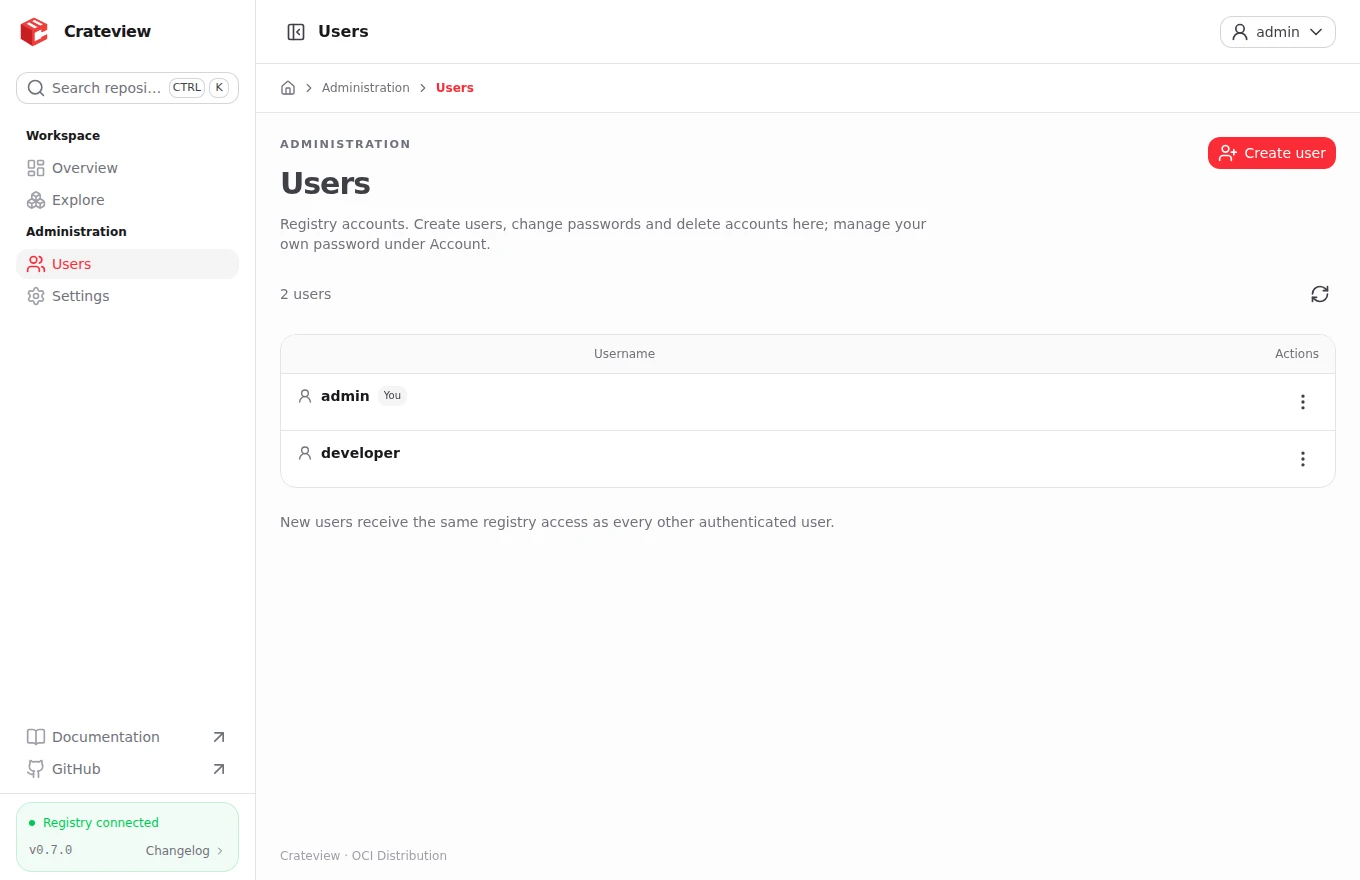 Crateview
Users
admin
Search reposi... CTRL K
Administration
Users
Workspace
Overview
Explore
Administration
Users
Settings
ADMINISTRATION
Create user
Users
Registry accounts. Create users, change passwords and delete accounts here; manage your
own password under Account.
2 users
Username Actions
admin You
developer
New users receive the same registry access as every other authenticated user.
Documentation
GitHub
Registry connected
v0.7.0 Changelog
Crateview · OCI Distribution